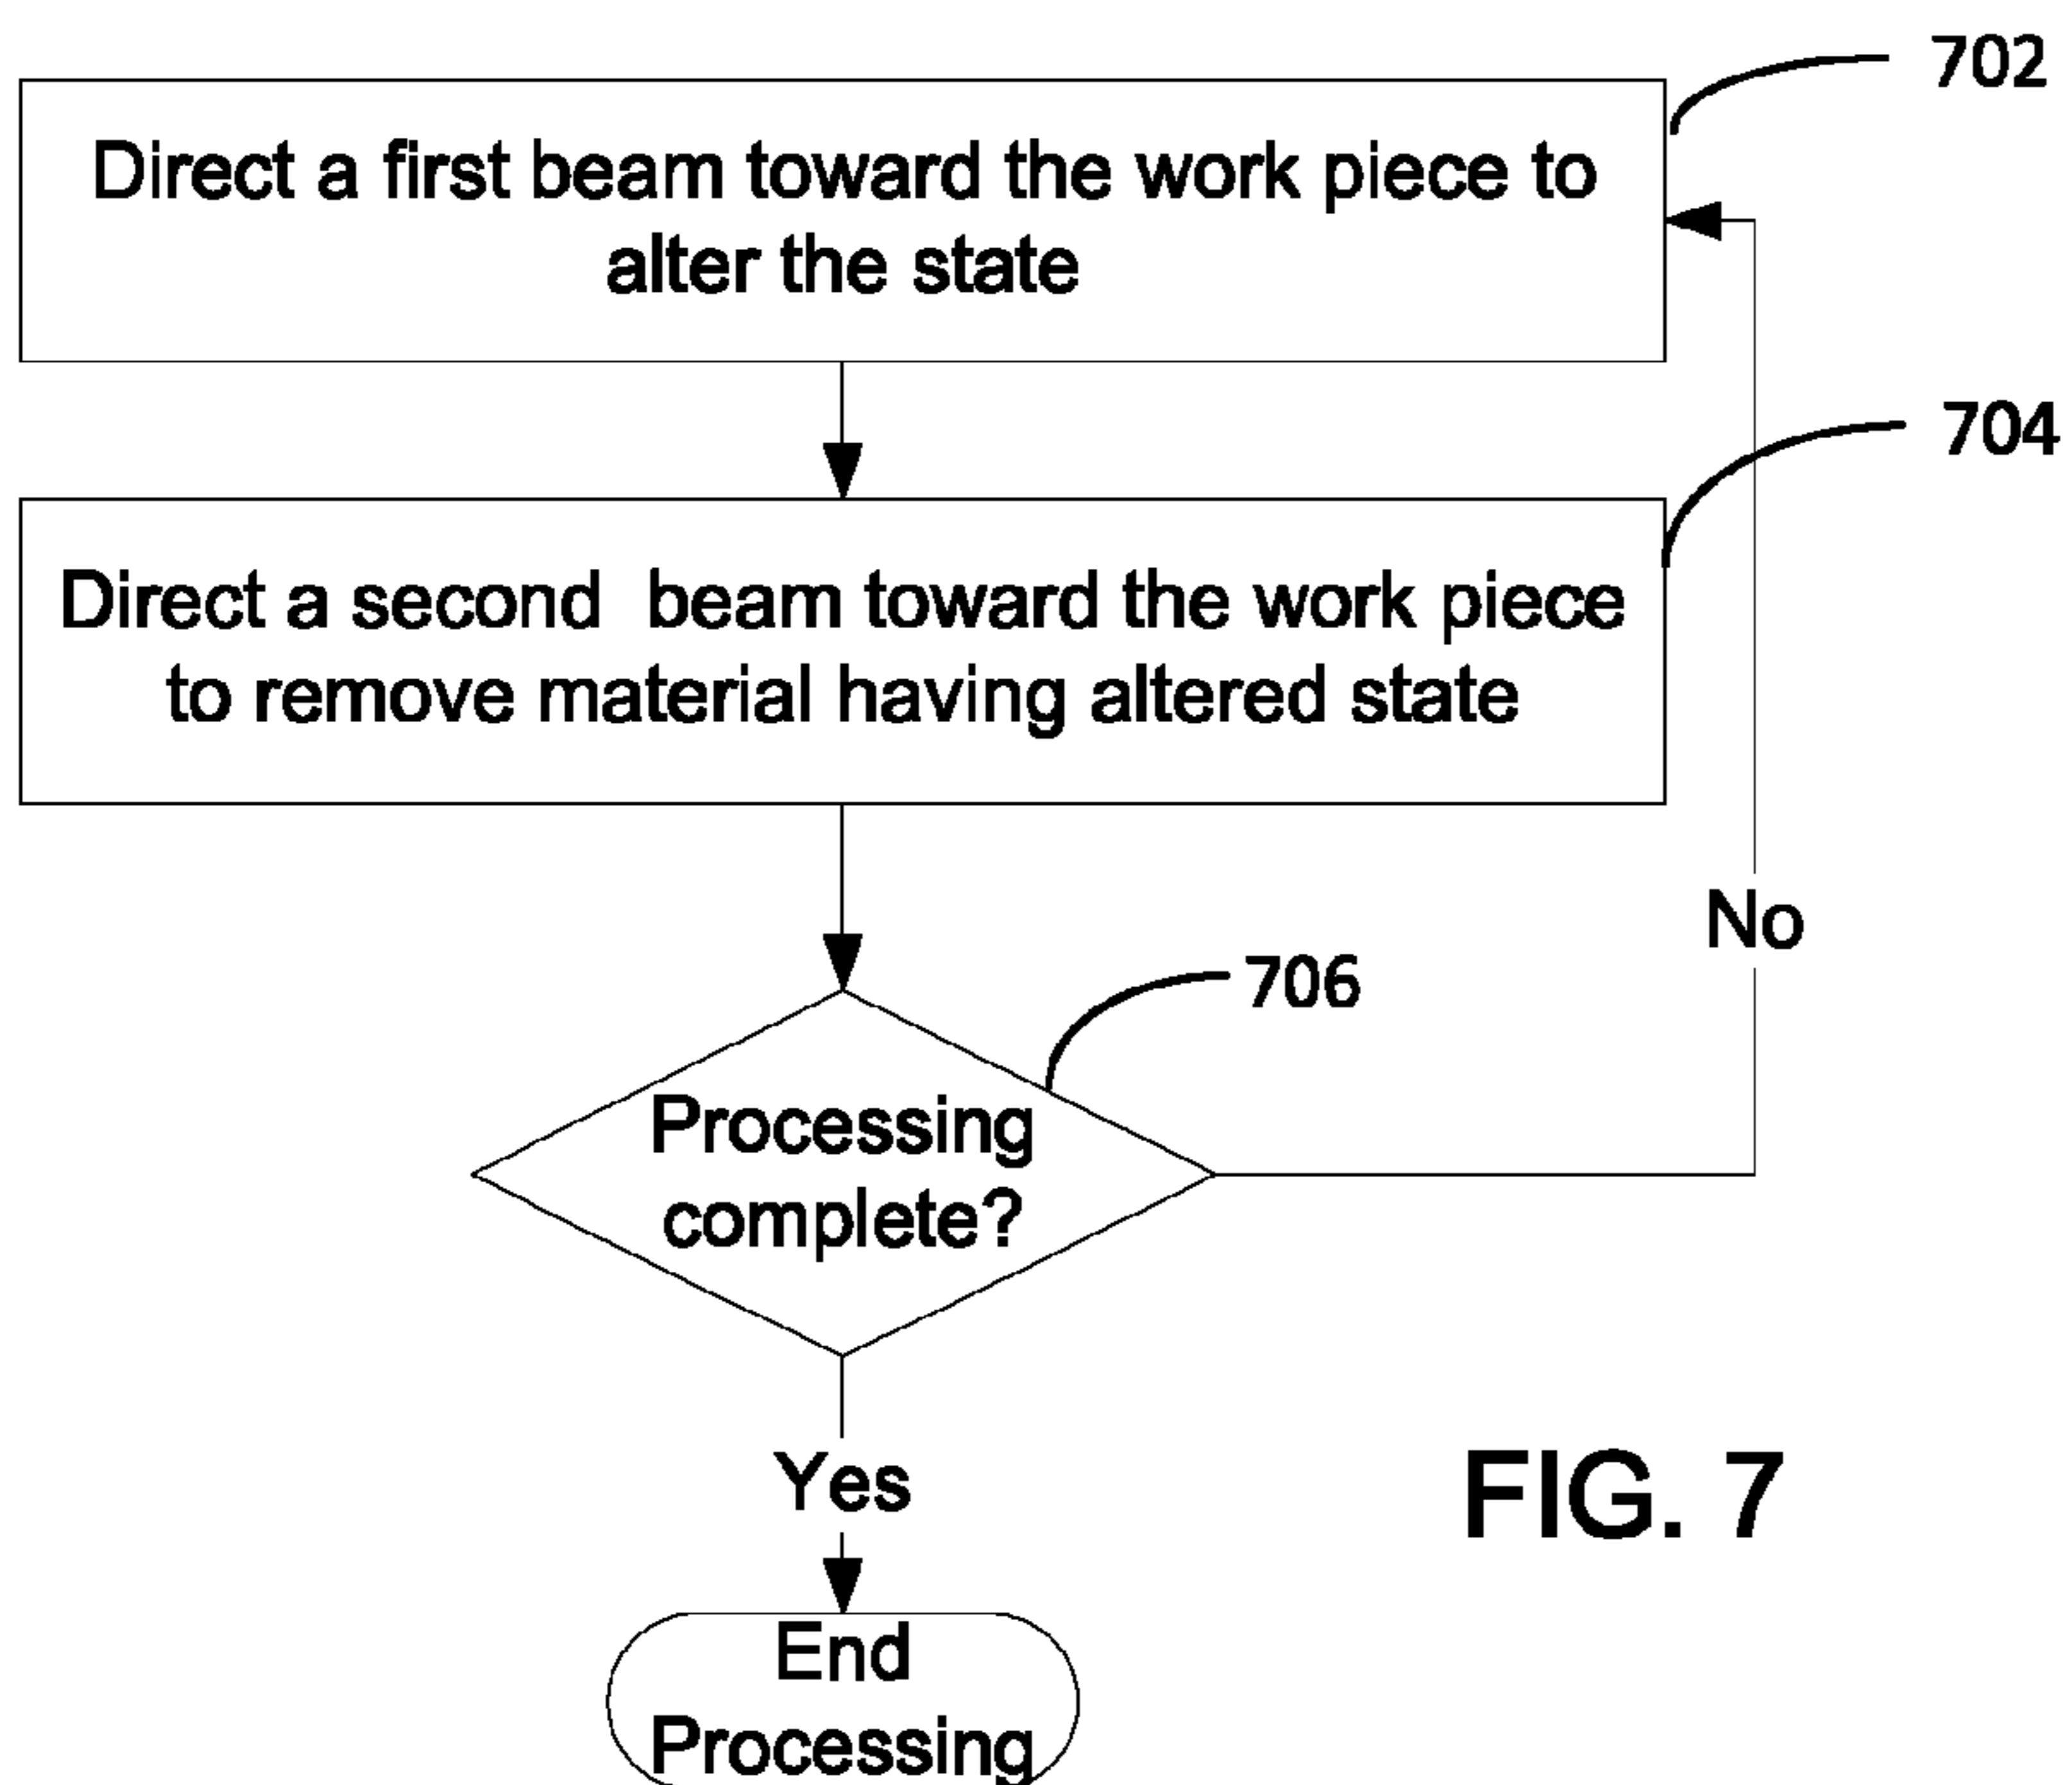 702
Direct a first beam toward the work piece to
alter the state
704
Direct a second beam toward the work piece
to remove material having altered state
No
706
Processing
complete?
Yes
FIG. 7
End
Processing